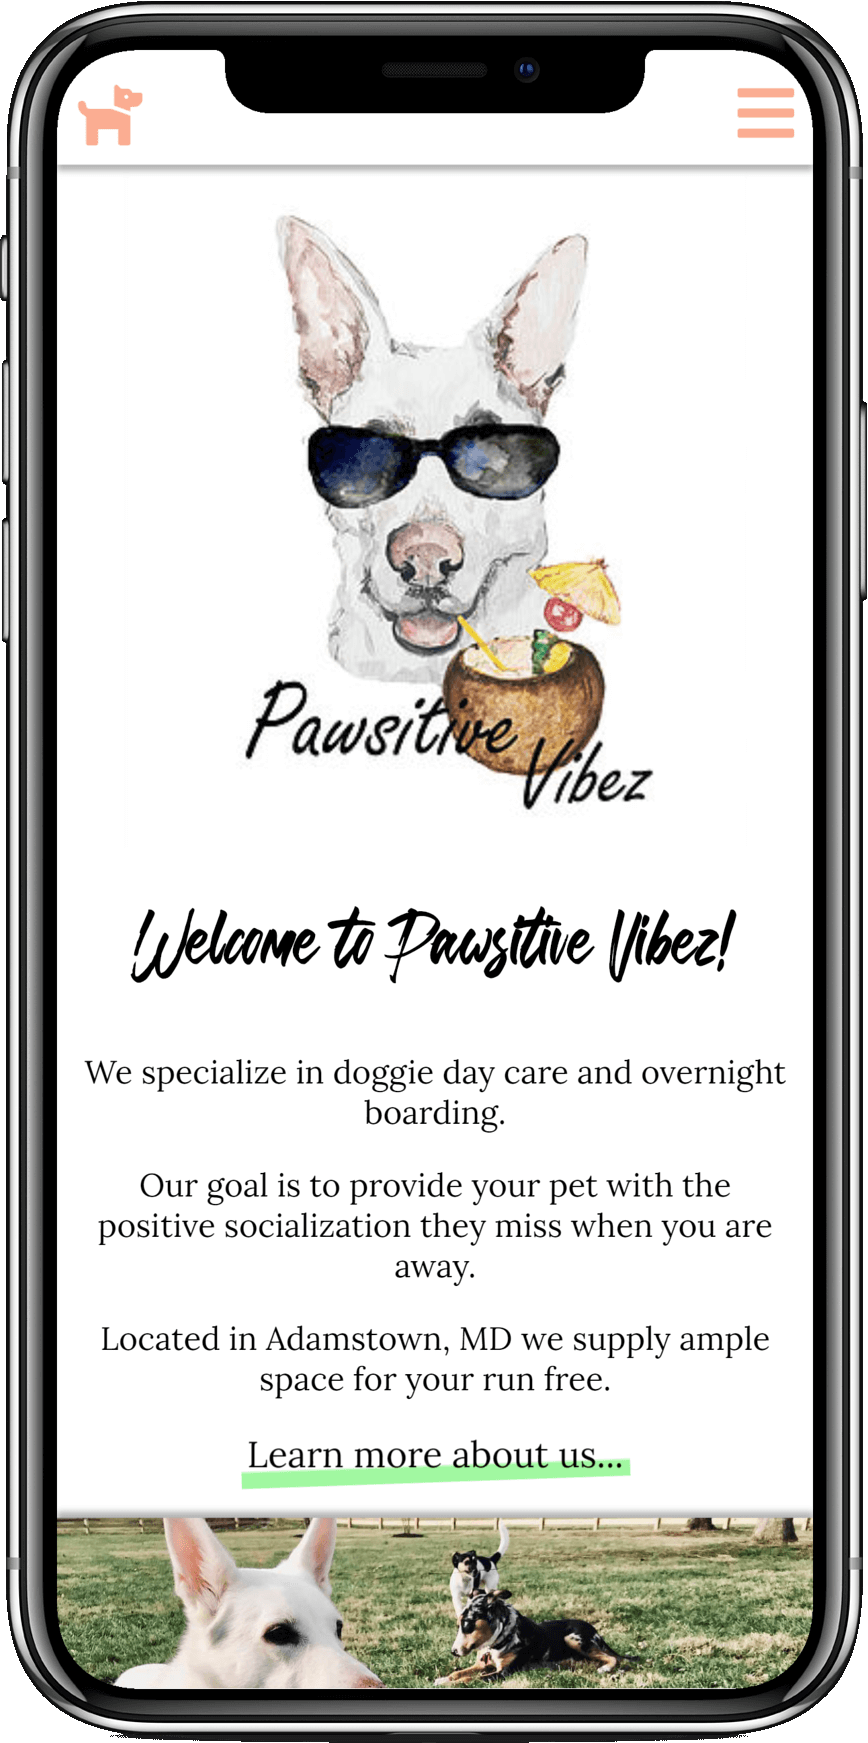 Pawsitive
Vibez
Welcome to Pawsitive Vibez!
We specialize in doggie day care and overnight
boarding.
Our goal is to provide your pet with the
positive socialization they miss when you are
away.
Located in Adamstown, MD we supply ample
space for your run free.
Learn more about us...